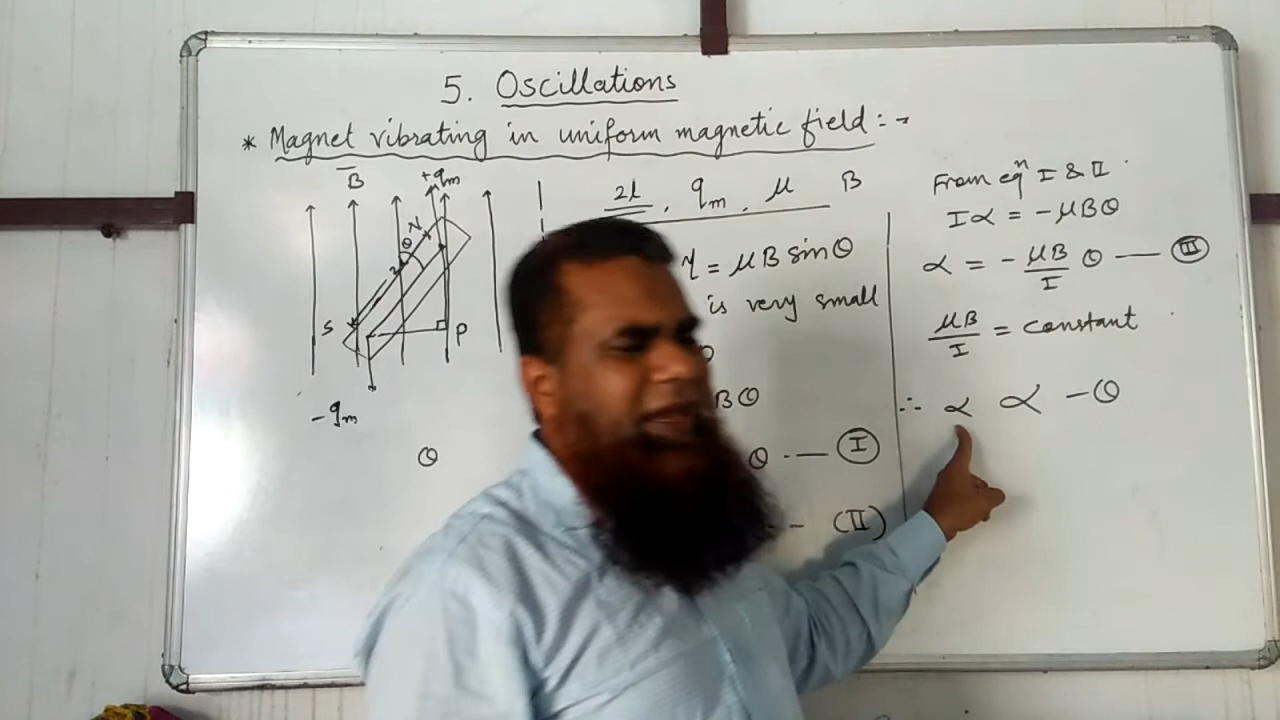 5. Oscillations
* Magnet vibrating in uniform magnetic field :-
B
+qm
N
θ
S
P
-qm
θ
2l, qm, μ B
τ = μB sinθ
is very small
Bθ
θ -- (I)
-- (II)
From eqⁿ I & II
Iα = -μBθ
α = - μB/I θ — (III)
μB/I = constant
∴ α ∝ -θ